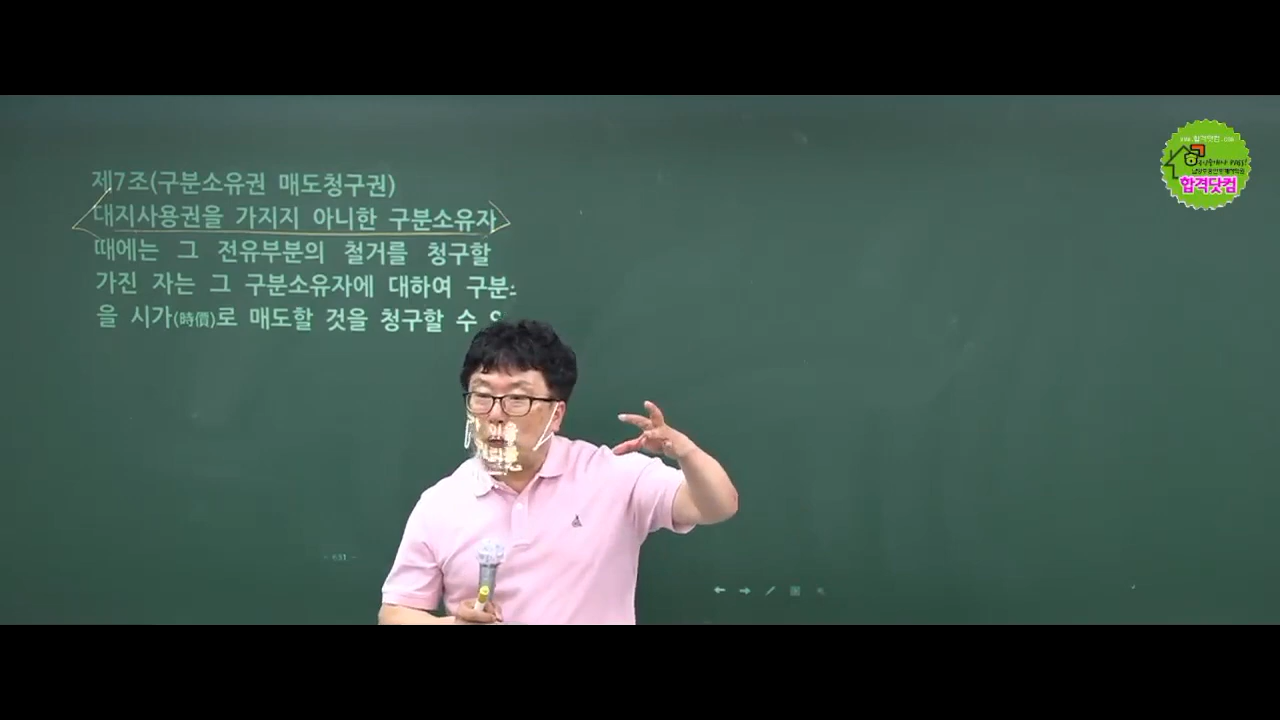 제7조(구분소유권 매도청구권)
대지사용권을 가지지 아니한 구분소유자
때에는 그 전유부분의 철거를 청구할
가진 자는 그 구분소유자에 대하여 구분
을 시가(時價)로 매도할 것을 청구할 수
- 631 -
합격닷컴